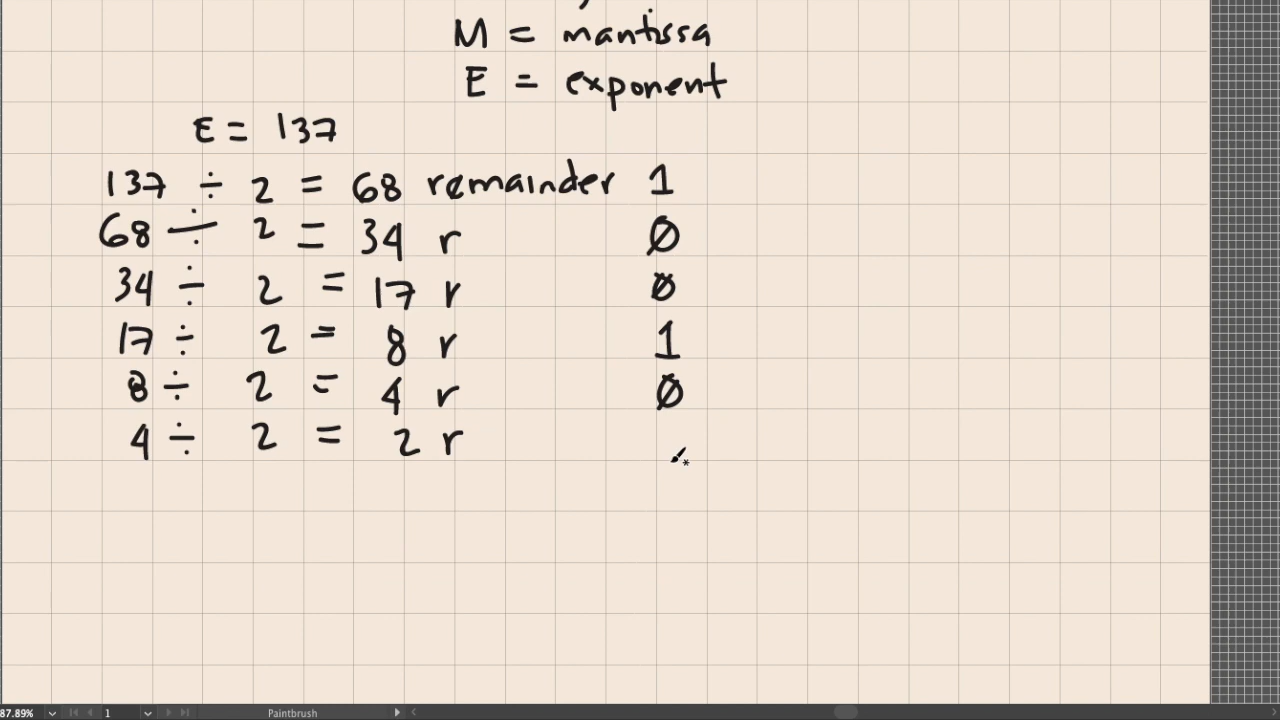 M = mantissa
E = exponent
E = 137
137 ÷ 2 = 68 remainder 1
68 ÷ 2 = 34 r 0
34 ÷ 2 = 17 r 0
17 ÷ 2 = 8 r 1
8 ÷ 2 = 4 r 0
4 ÷ 2 = 2 r
87.89% 1 Paintbrush